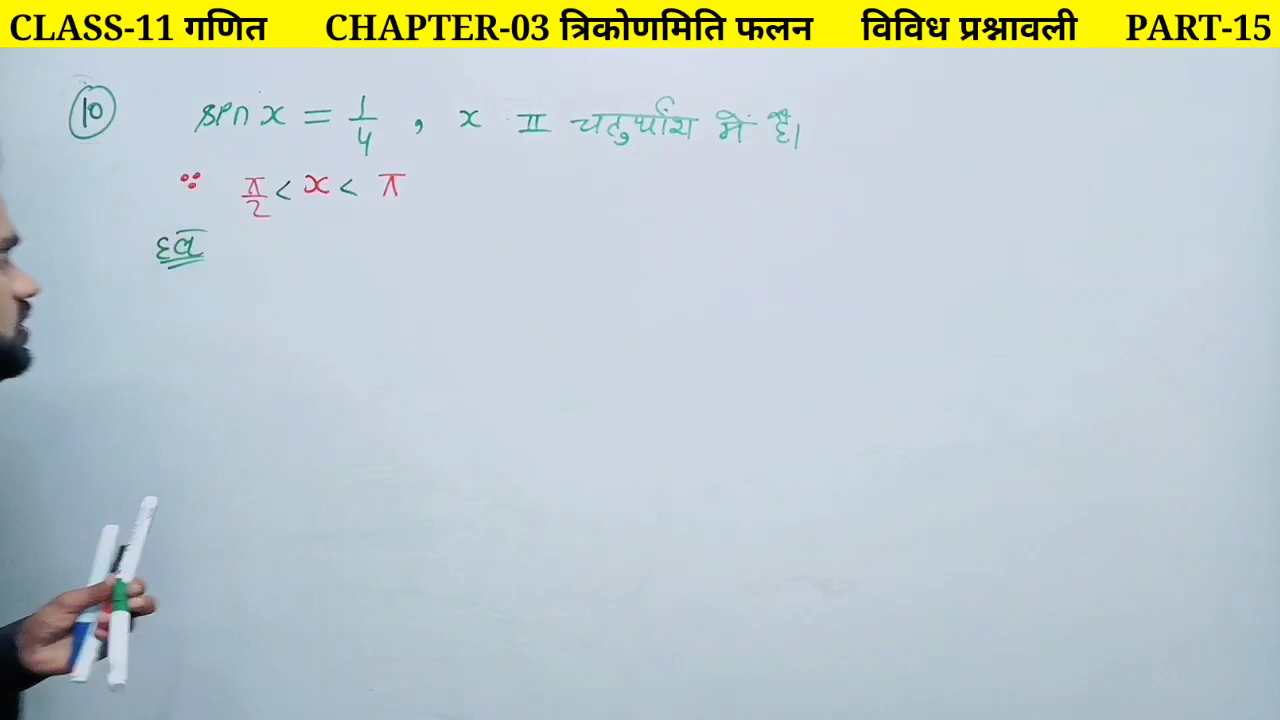 CLASS-11 गणित CHAPTER-03 त्रिकोणमिति फलन विविध प्रश्नावली PART-15
10 sin x = 1/4 , x II चतुर्थांश में है।
∵ π/2 < x < π
हल